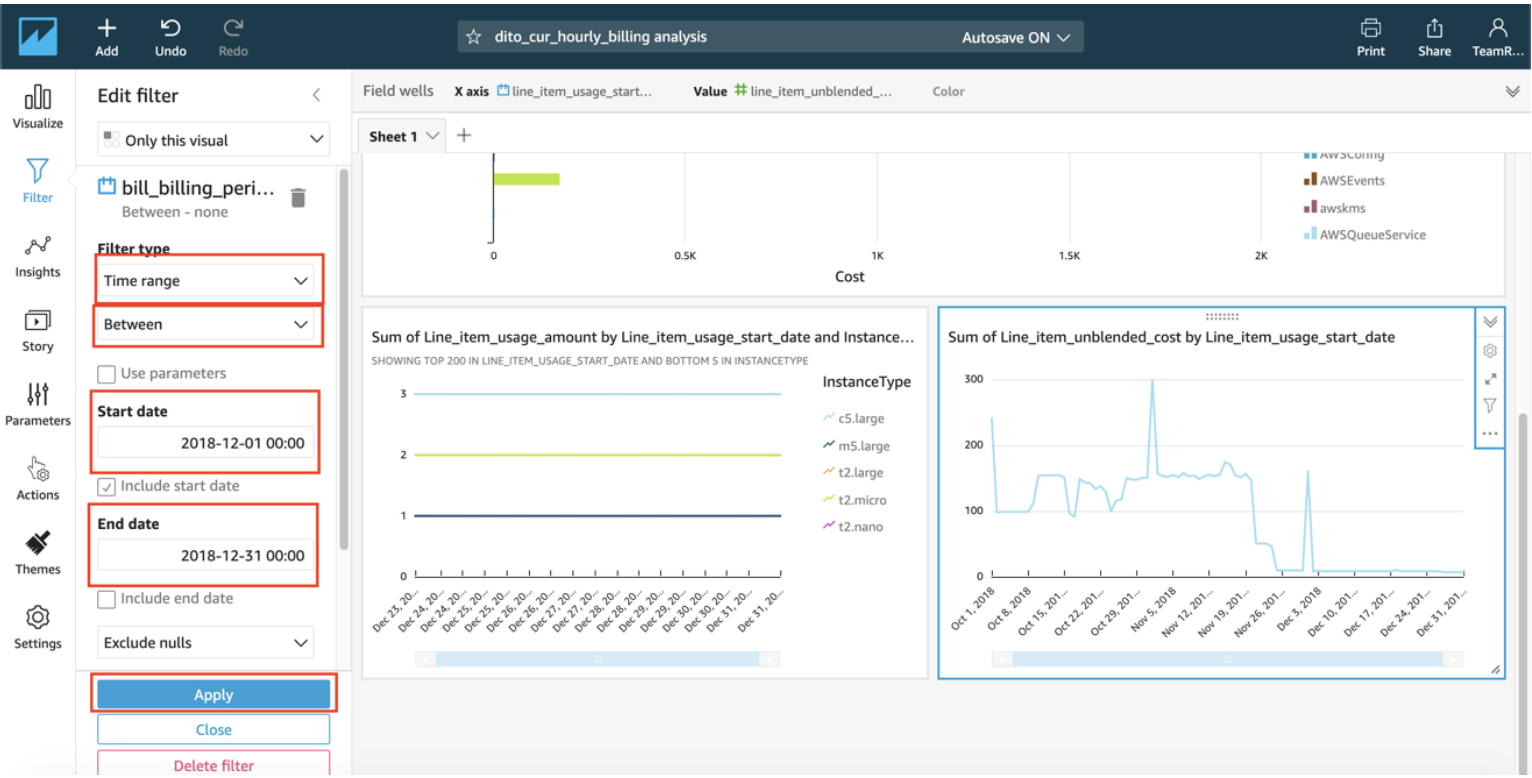 Add
Undo
Redo
dito_cur_hourly_billing analysis
Autosave ON
Print
Share
TeamR...
Visualize
Filter
Insights
Story
Parameters
Actions
Themes
Settings
Edit filter
Only this visual
bill_billing_peri...
Between - none
Filter type
Time range
Between
Use parameters
Start date
2018-12-01 00:00
Include start date
End date
2018-12-31 00:00
Include end date
Exclude nulls
Apply
Close
Delete filter
Field wells X axis line_item_usage_start... Value line_item_unblended_... Color
Sheet 1
AWSConfig
AWSEvents
awskms
AWSQueueService
0 0.5K 1K 1.5K 2K
Cost
Sum of Line_item_usage_amount by Line_item_usage_start_date and Instance...
SHOWING TOP 200 IN LINE_ITEM_USAGE_START_DATE AND BOTTOM 5 IN INSTANCETYPE
InstanceType
c5.large
m5.large
t2.large
t2.micro
t2.nano
3
2
1
0
Dec 23, 20... Dec 24, 20... Dec 24, 20... Dec 25, 20... Dec 25, 20... Dec 26, 20... Dec 26, 20... Dec 27, 20... Dec 27, 20... Dec 28, 20... Dec 28, 20... Dec 29, 20... Dec 29, 20... Dec 30, 20... Dec 30, 20... Dec 31, 20... Dec 31, 20...
Sum of Line_item_unblended_cost by Line_item_usage_start_date
300
200
100
0
Oct 1, 2018 Oct 8, 2018 Oct 15, 201... Oct 22, 201... Oct 29, 201... Nov 5, 2018 Nov 12, 201... Nov 19, 201... Nov 26, 201... Dec 3, 2018 Dec 10, 201... Dec 17, 201... Dec 24, 201... Dec 31, 201...